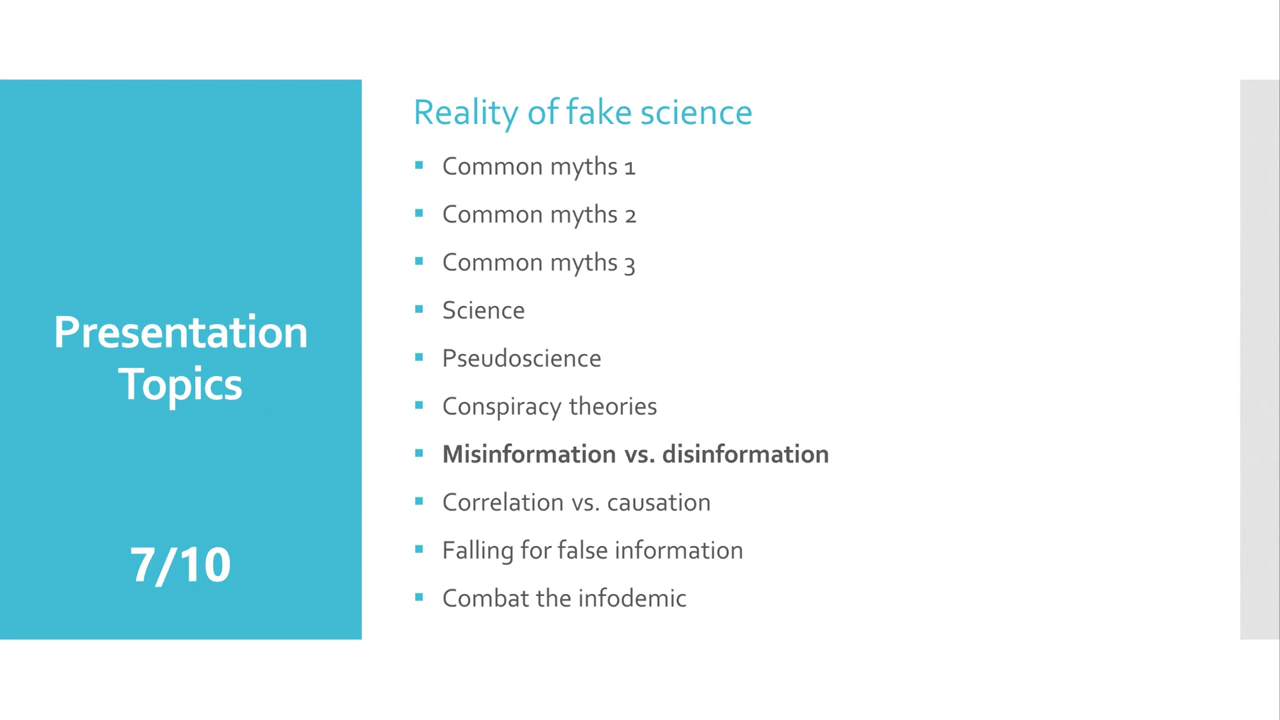 Presentation
Topics
7/10
Reality of fake science
Common myths 1
Common myths 2
Common myths 3
Science
Pseudoscience
Conspiracy theories
Misinformation vs. disinformation
Correlation vs. causation
Falling for false information
Combat the infodemic